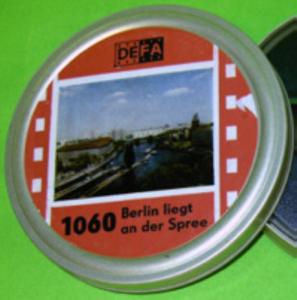 DEFA
1060 Berlin liegt
an der Spree